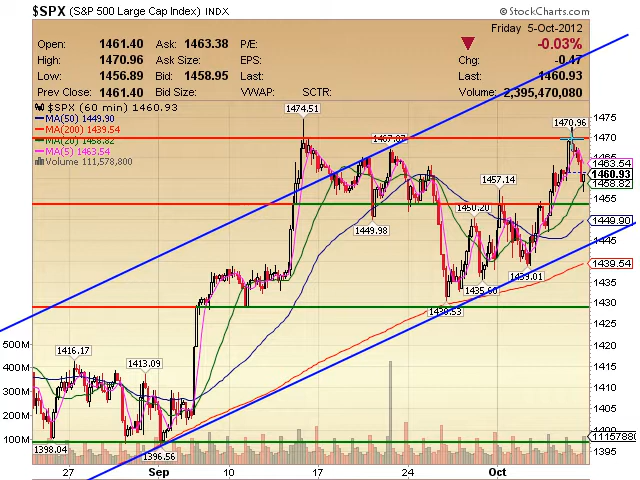 $SPX (S&P 500 Large Cap Index) INDX © StockCharts.com
Friday 5-Oct-2012
Open: 1461.40 Ask: 1463.38 P/E: -0.03%
High: 1470.96 Ask Size: EPS: Chg: -0.47
Low: 1456.89 Bid: 1458.95 Last: Last: 1460.93
Prev Close: 1461.40 Bid Size: VWAP: SCTR: Volume: 2,395,470,080
$SPX (60 min) 1460.93
MA(50) 1449.90
MA(200) 1439.54
MA(20) 1458.82
MA(5) 1463.54
Volume 111,578,800
1474.51
1470.96
1467.07
1457.14
1450.20
1449.98
1439.01
1435.60
1416.17
1413.09
1398.04
1396.56
1475
1470
1465
1463.54
1460.93
1458.82
1455
1449.90
1445
1439.54
1435
1430
1425
1420
1415
1410
1405
1400
1395
500M
400M
300M
200M
100M
27 Sep 10 17 24 Oct